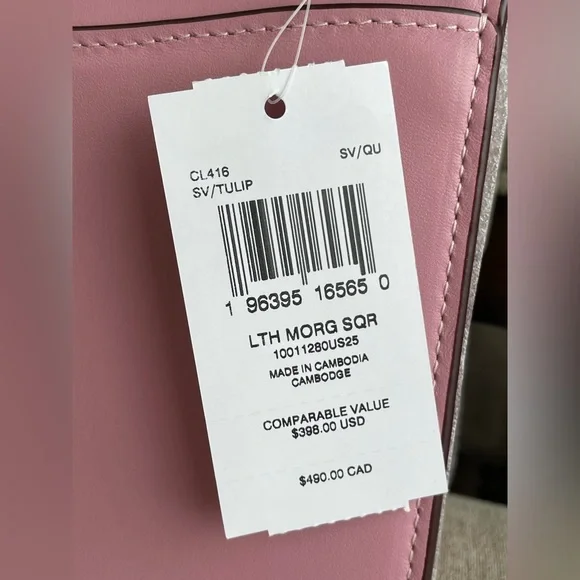 CL416 SV/QU
SV/TULIP
1 96395 16565 0
LTH MORG SQR
10011280US25
MADE IN CAMBODIA
CAMBODGE
COMPARABLE VALUE
$398.00 USD
$490.00 CAD